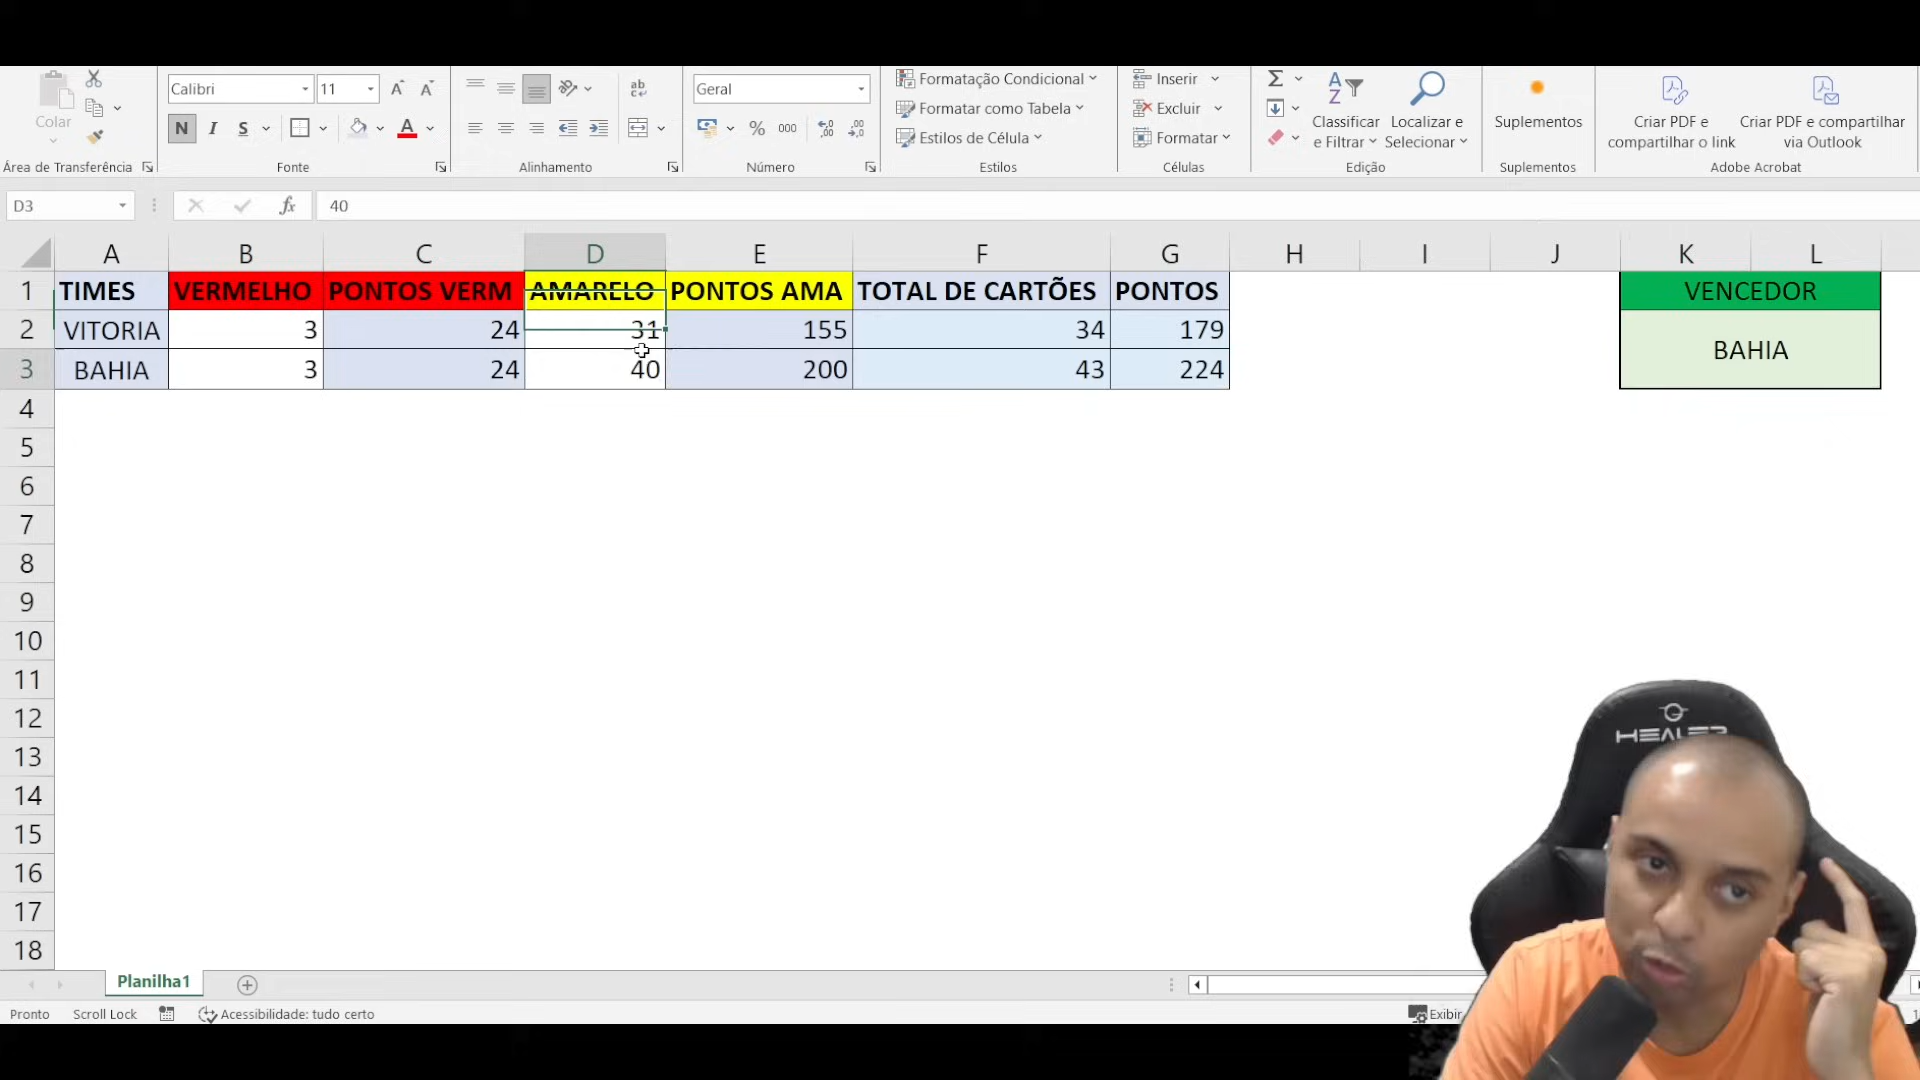 Colar
Área de Transferência
Calibri
11
N I S
A
Fonte
ab
Alinhamento
Geral
% 000
Número
Formatação Condicional
Formatar como Tabela
Estilos de Célula
Estilos
Inserir
Excluir
Formatar
Células
Classificar
e Filtrar
Localizar e
Selecionar
Edição
Suplementos
Suplementos
Criar PDF e
compartilhar o link
Criar PDF e compartilhar
via Outlook
Adobe Acrobat
D3 fx 40
A B C D E F G H I J K L
1 TIMES VERMELHO PONTOS VERM AMARELO PONTOS AMA TOTAL DE CARTÕES PONTOS VENCEDOR
2 VITORIA 3 24 31 155 34 179
BAHIA
3 BAHIA 3 24 40 200 43 224
4
5
6
7
8
9
10
11
12
13
14
15
16
17
18
HEALER
Planilha1
Pronto Scroll Lock Acessibilidade: tudo certo Exibir